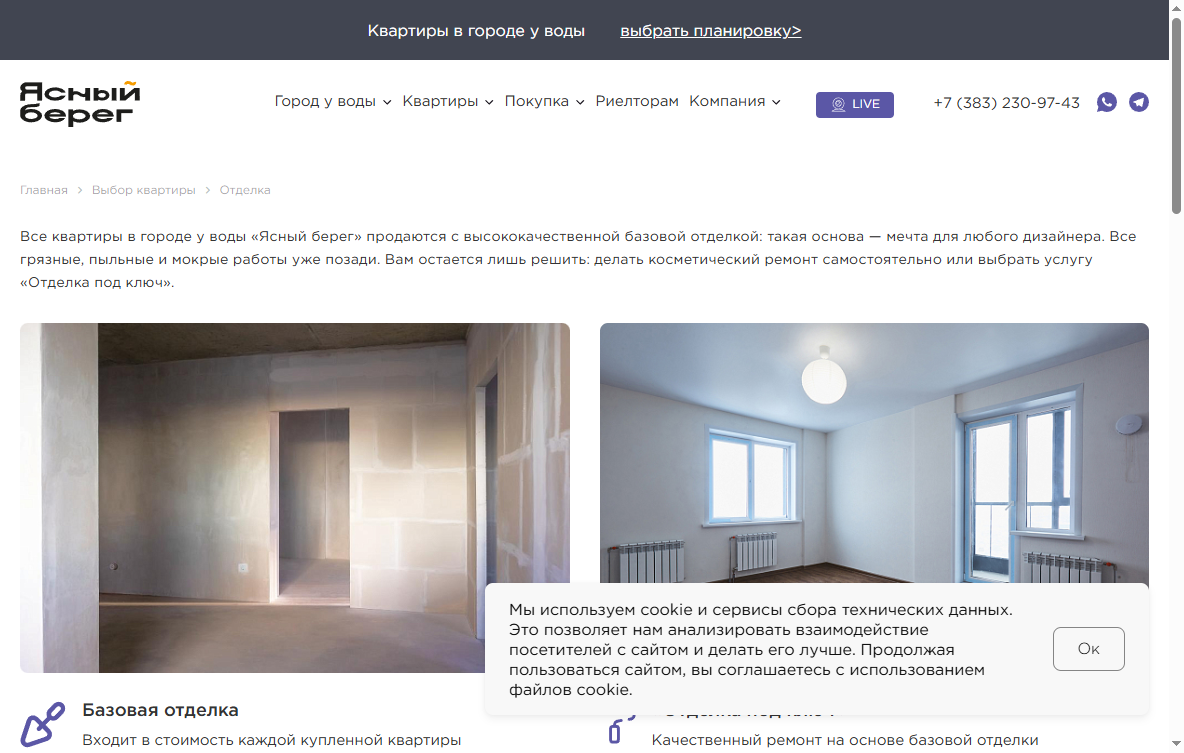 Квартиры в городе у воды выбрать планировку>
Ясный
берег
Город у воды Квартиры Покупка Риелторам Компания LIVE +7 (383) 230-97-43
Главная > Выбор квартиры > Отделка
Все квартиры в городе у воды «Ясный берег» продаются с высококачественной базовой отделкой: такая основа — мечта для любого дизайнера. Все
грязные, пыльные и мокрые работы уже позади. Вам остается лишь решить: делать косметический ремонт самостоятельно или выбрать услугу
«Отделка под ключ».
Мы используем cookie и сервисы сбора технических данных.
Это позволяет нам анализировать взаимодействие
посетителей с сайтом и делать его лучше. Продолжая
пользоваться сайтом, вы соглашаетесь с использованием
файлов cookie.
Ок
Базовая отделка
Входит в стоимость каждой купленной квартиры
Качественный ремонт на основе базовой отделки